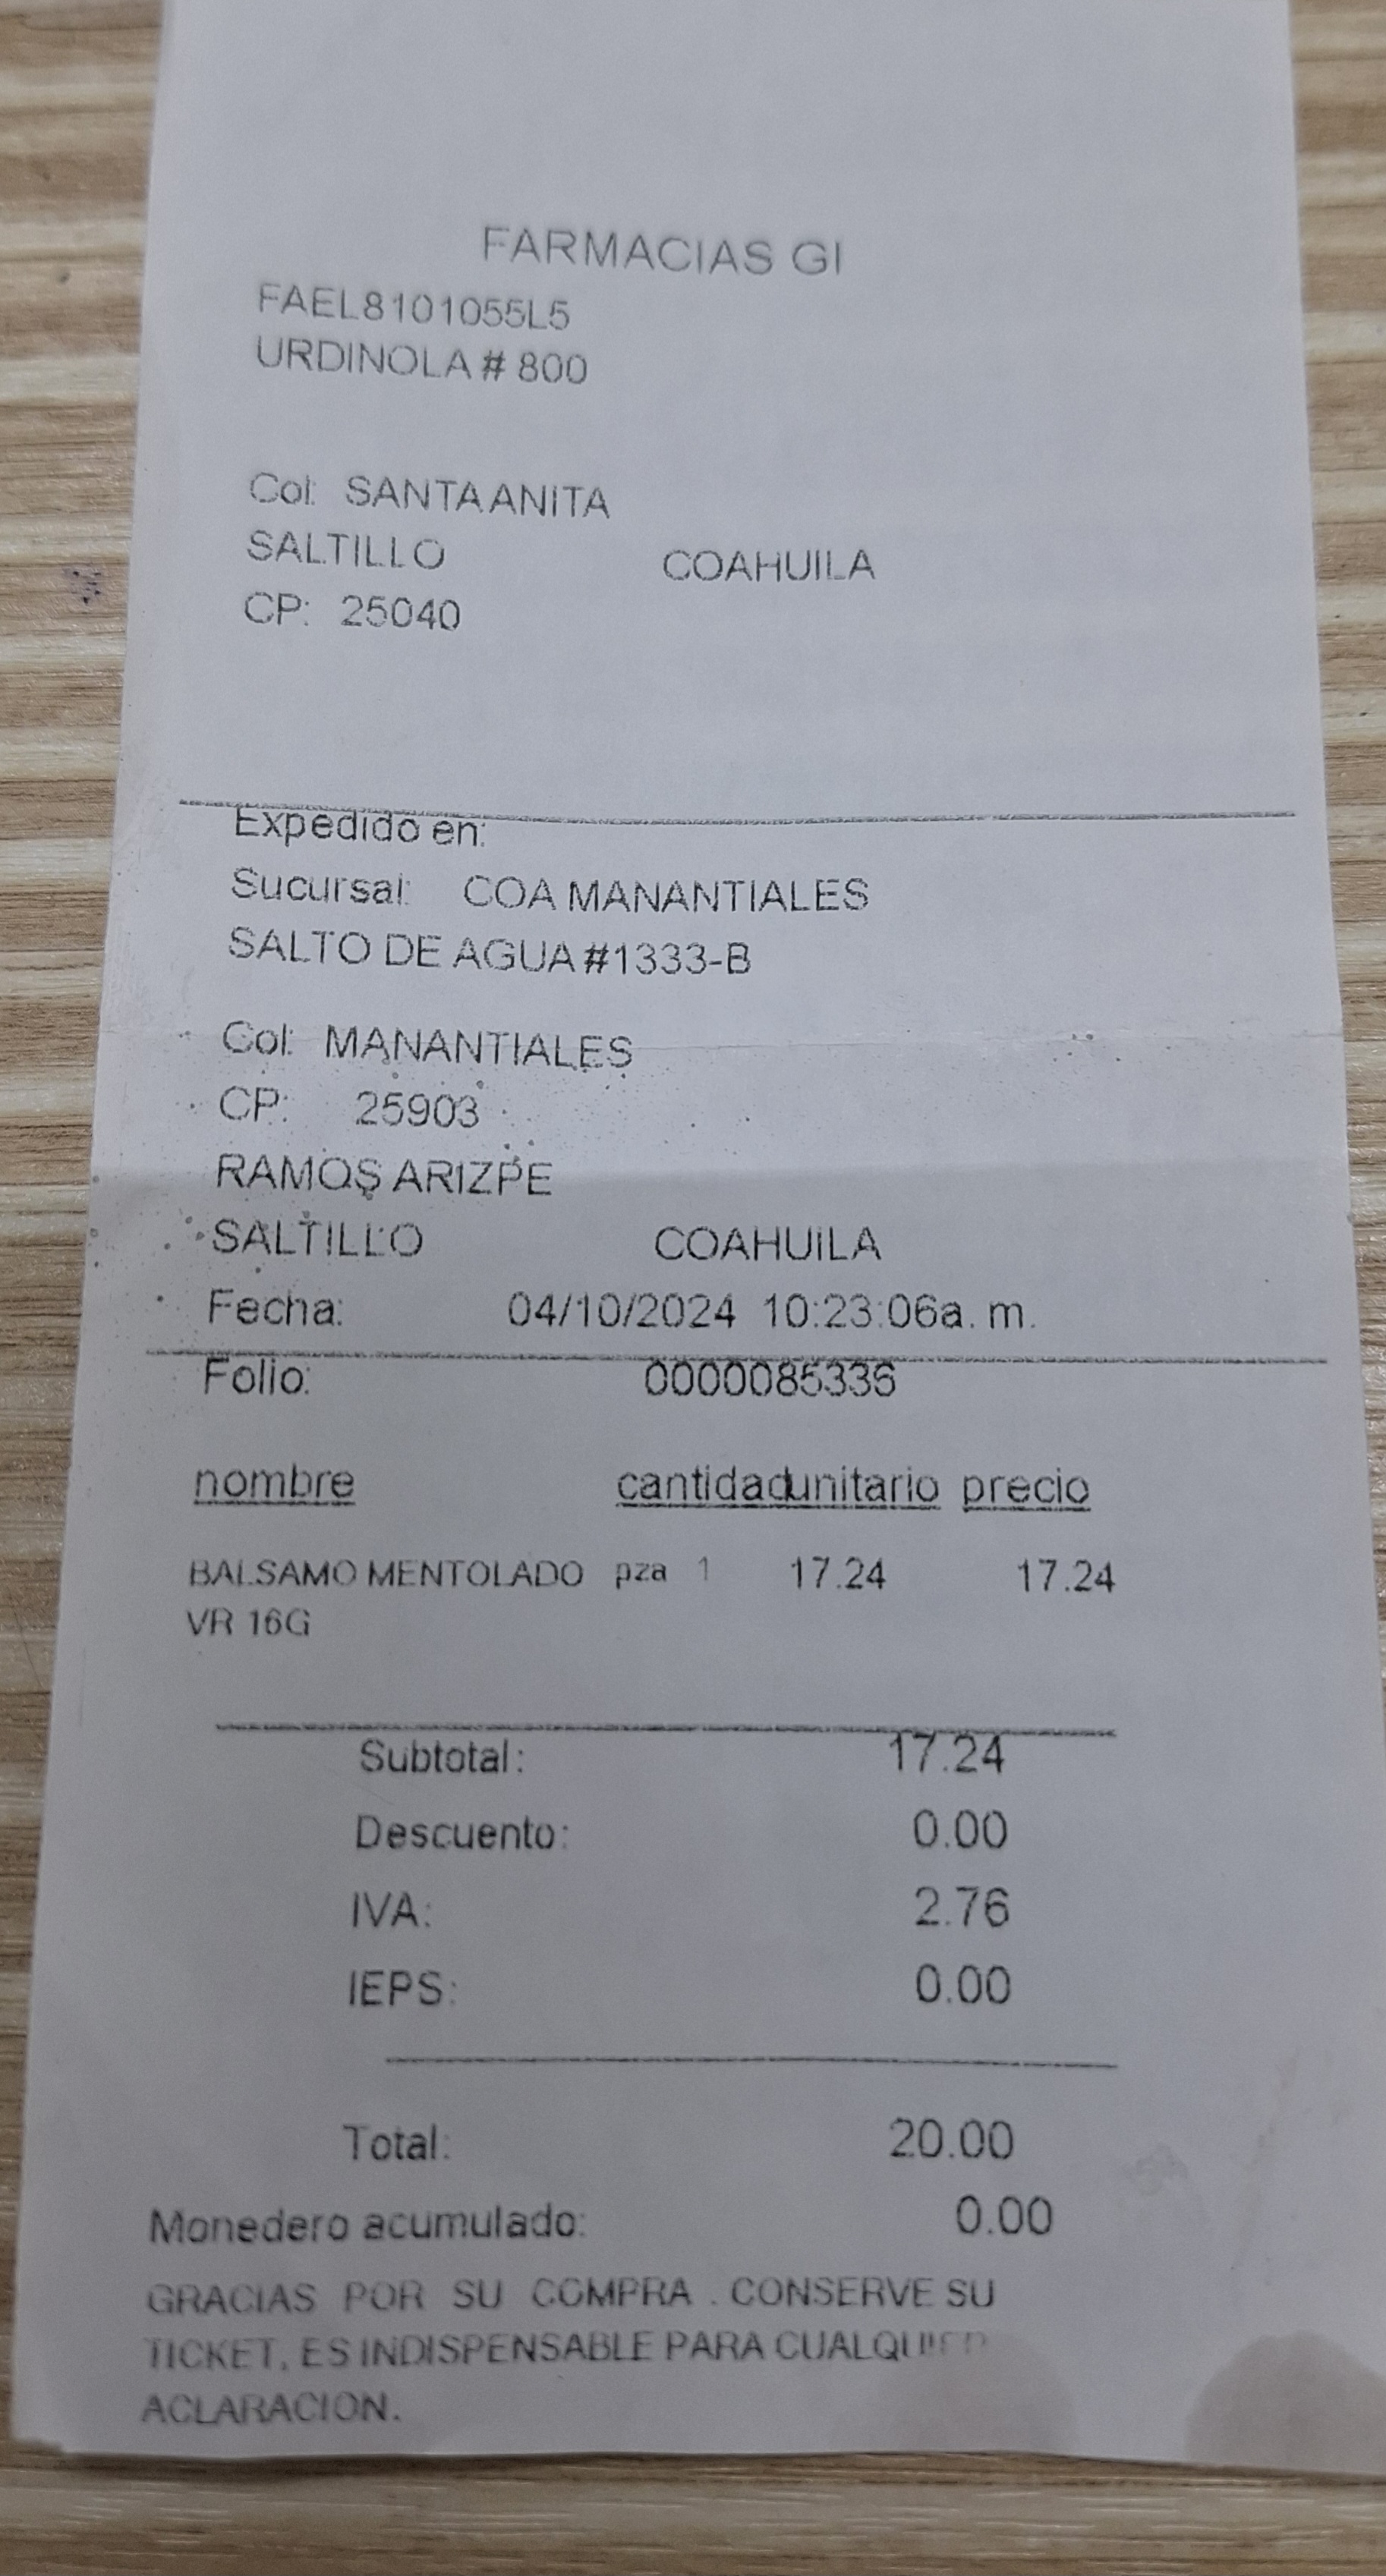 FARMACIAS GI
FAEL8101055L5
URDINOLA # 800
Col: SANTA ANITA
SALTILLO COAHUILA
CP: 25040
Expedido en:
Sucursal: COA MANANTIALES
SALTO DE AGUA #1333-B
Col: MANANTIALES
CP: 25903
RAMOS ARIZPE
SALTILLO COAHUILA
Fecha: 04/10/2024 10:23:06a. m.
Folio: 0000085336
nombre cantidad unitario precio
BALSAMO MENTOLADO pza 1 17.24 17.24
VR 16G
Subtotal: 17.24
Descuento: 0.00
IVA: 2.76
IEPS: 0.00
Total: 20.00
Monedero acumulado: 0.00
GRACIAS POR SU COMPRA . CONSERVE SU
TICKET, ES INDISPENSABLE PARA CUALQUIER
ACLARACION.